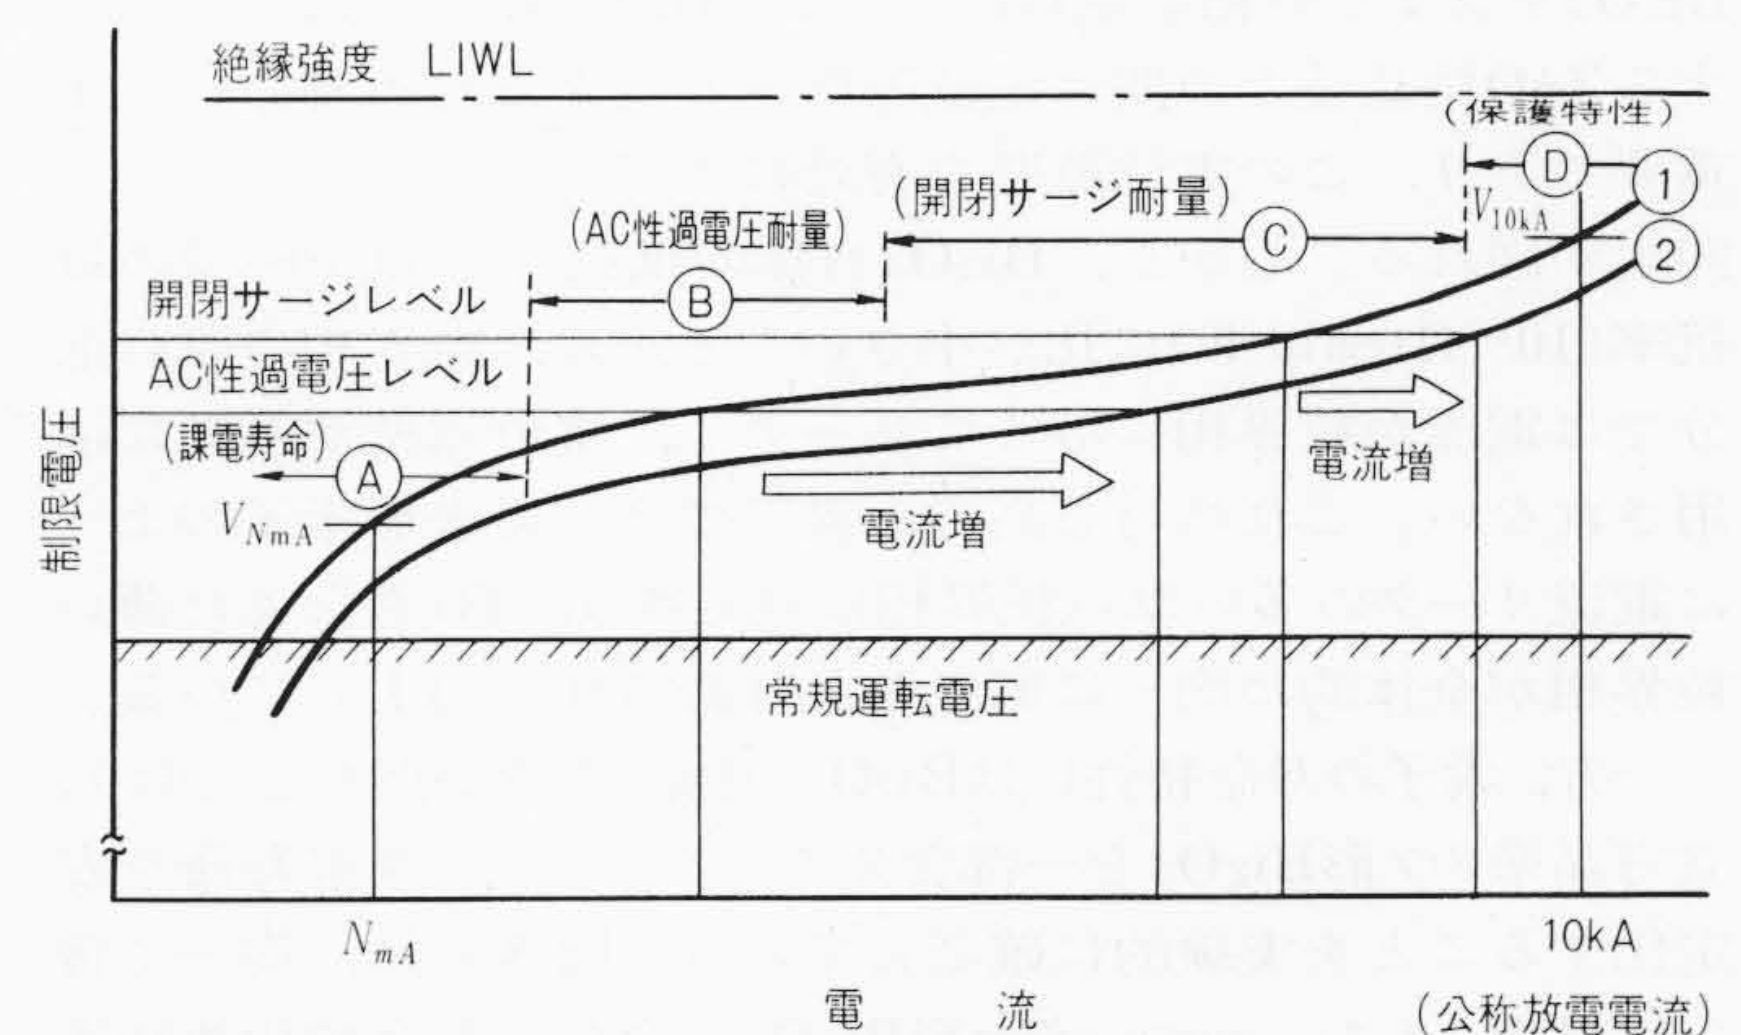 絶縁強度 LIWL
(保護特性)
D
1
(開閉サージ耐量)
V10kA
(AC性過電圧耐量)
C
2
開閉サージレベル
B
AC性過電圧レベル
(課電寿命)
A
電流増
VNmA
電流増
制限電圧
常規運転電圧
NmA
10kA
電流
(公称放電電流)